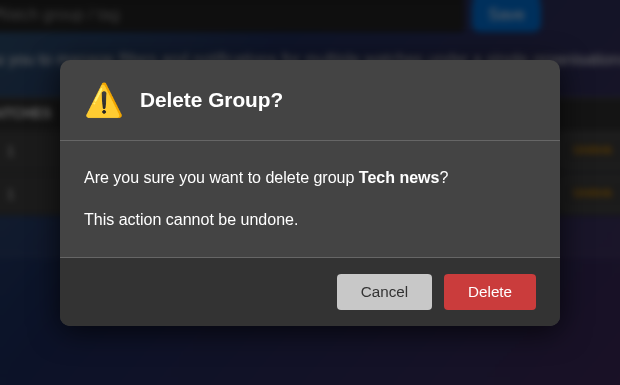 Save
Delete Group?
Are you sure you want to delete group Tech news?
This action cannot be undone.
Cancel
Delete